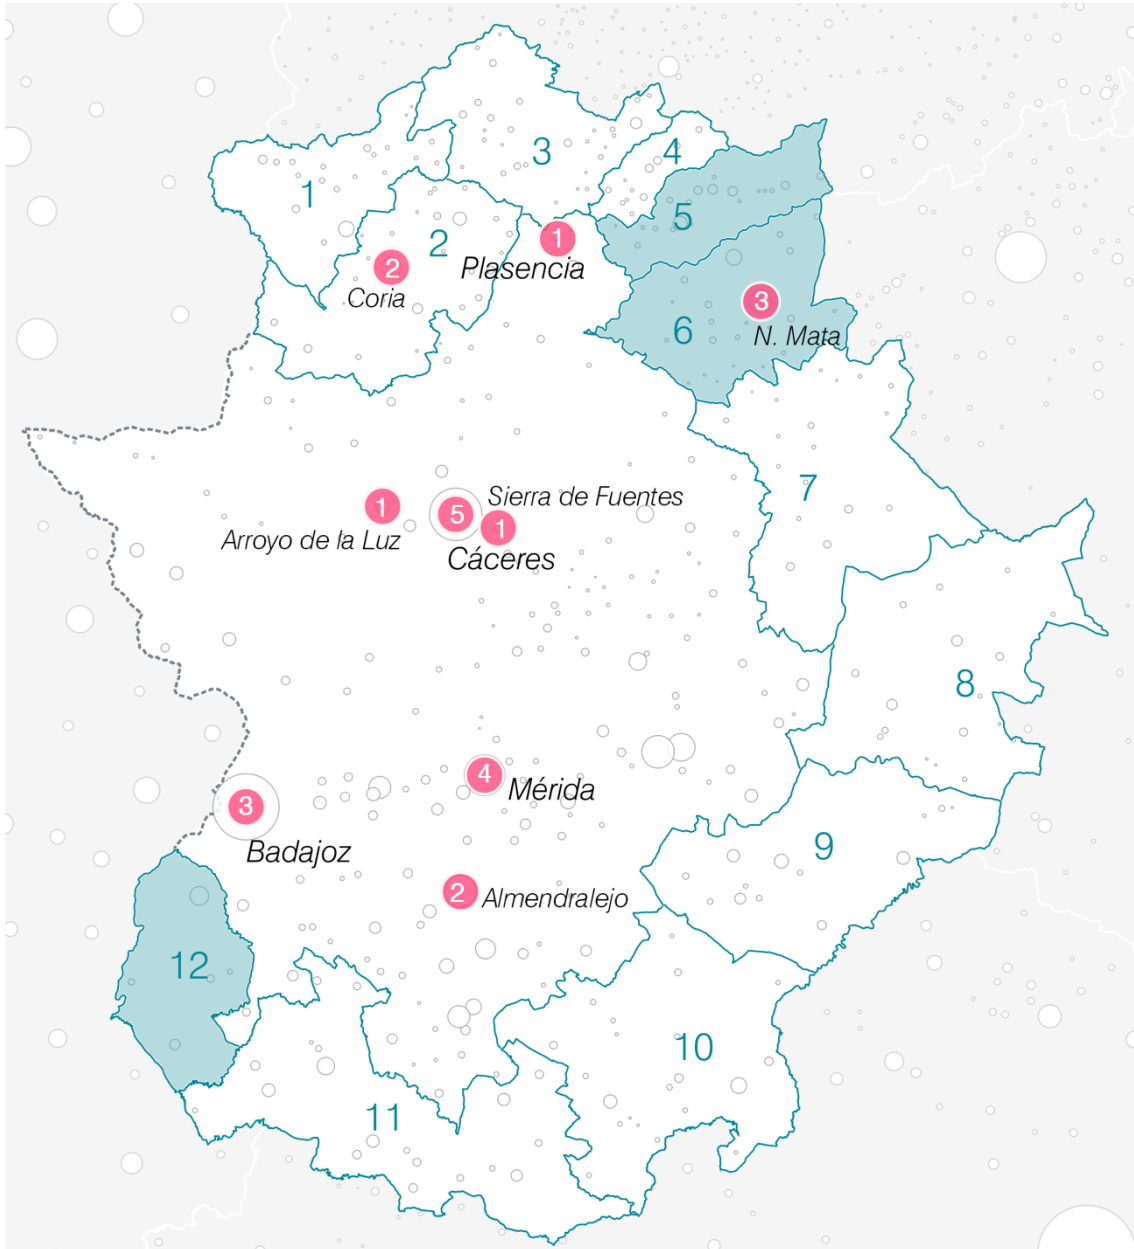 3
4
1
5
2
1
Plasencia
2
Coria
3
6
N. Mata
7
Sierra de Fuentes
1
5
1
Arroyo de la Luz
Cáceres
8
4
Mérida
3
Badajoz
9
2
Almendralejo
12
10
11